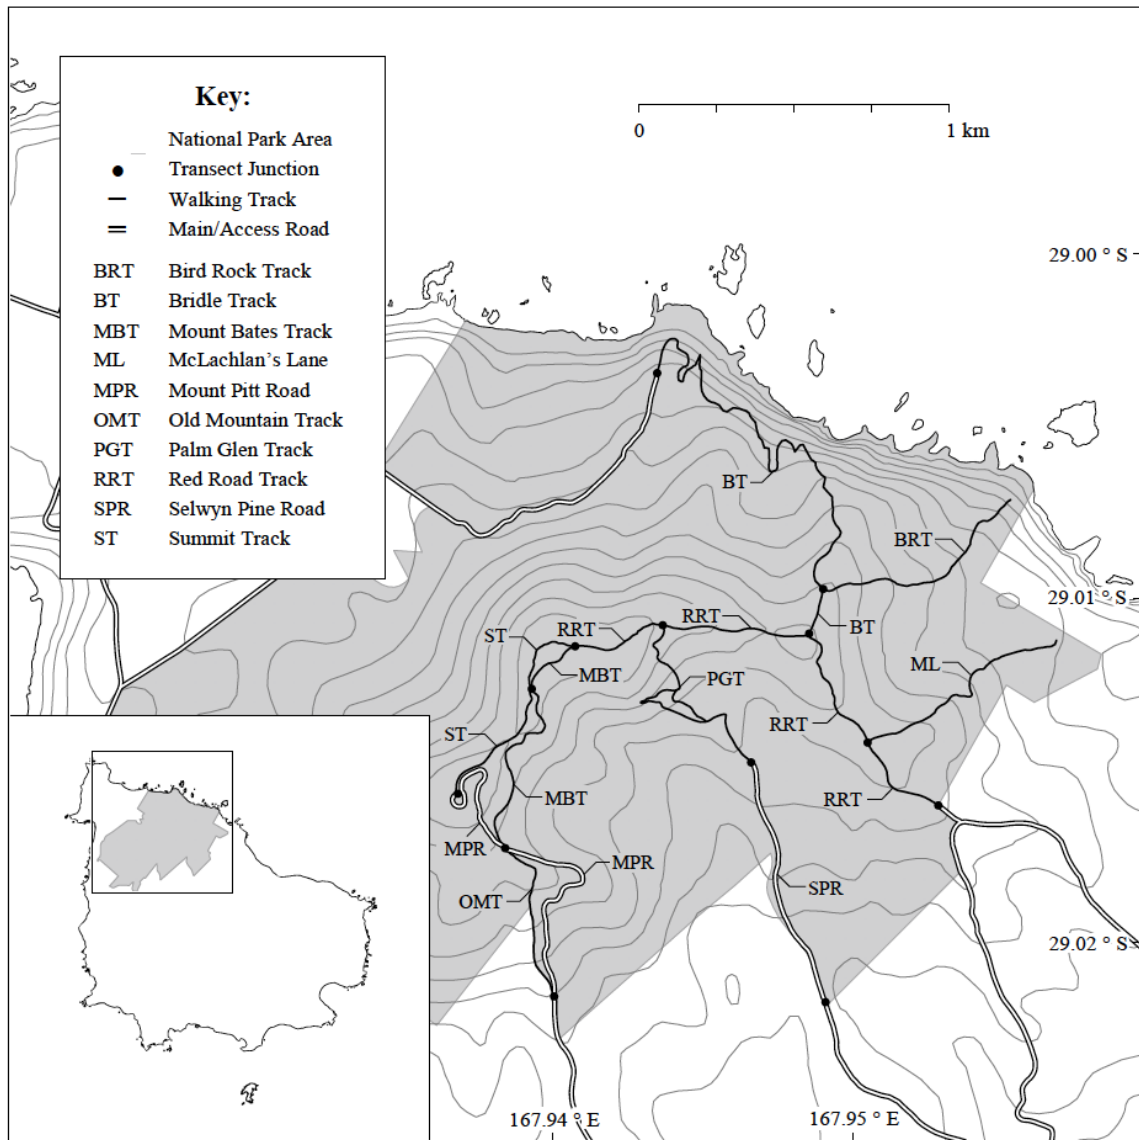 Key:
National Park Area
Transect Junction
Walking Track
Main/Access Road
BRT Bird Rock Track
BT Bridle Track
MBT Mount Bates Track
ML McLachlan's Lane
MPR Mount Pitt Road
OMT Old Mountain Track
PGT Palm Glen Track
RRT Red Road Track
SPR Selwyn Pine Road
ST Summit Track
0 1 km
29.00 ° S
BT
BRT
29.01 ° S
RRT
RRT
BT
ST
MBT
PGT
ML
RRT
ST
MBT
RRT
MPR
MPR
SPR
OMT
29.02 ° S
167.94 ° E
167.95 ° E